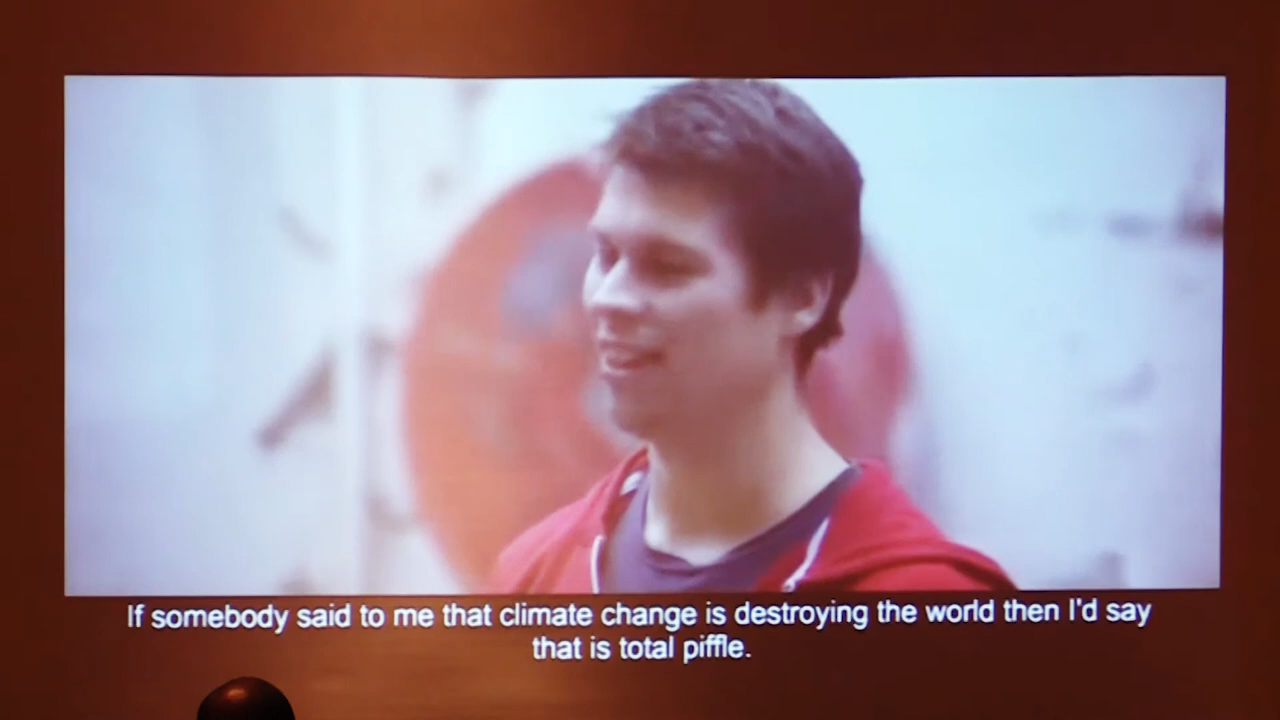 If somebody said to me that climate change is destroying the world then I'd say
that is total piffle.